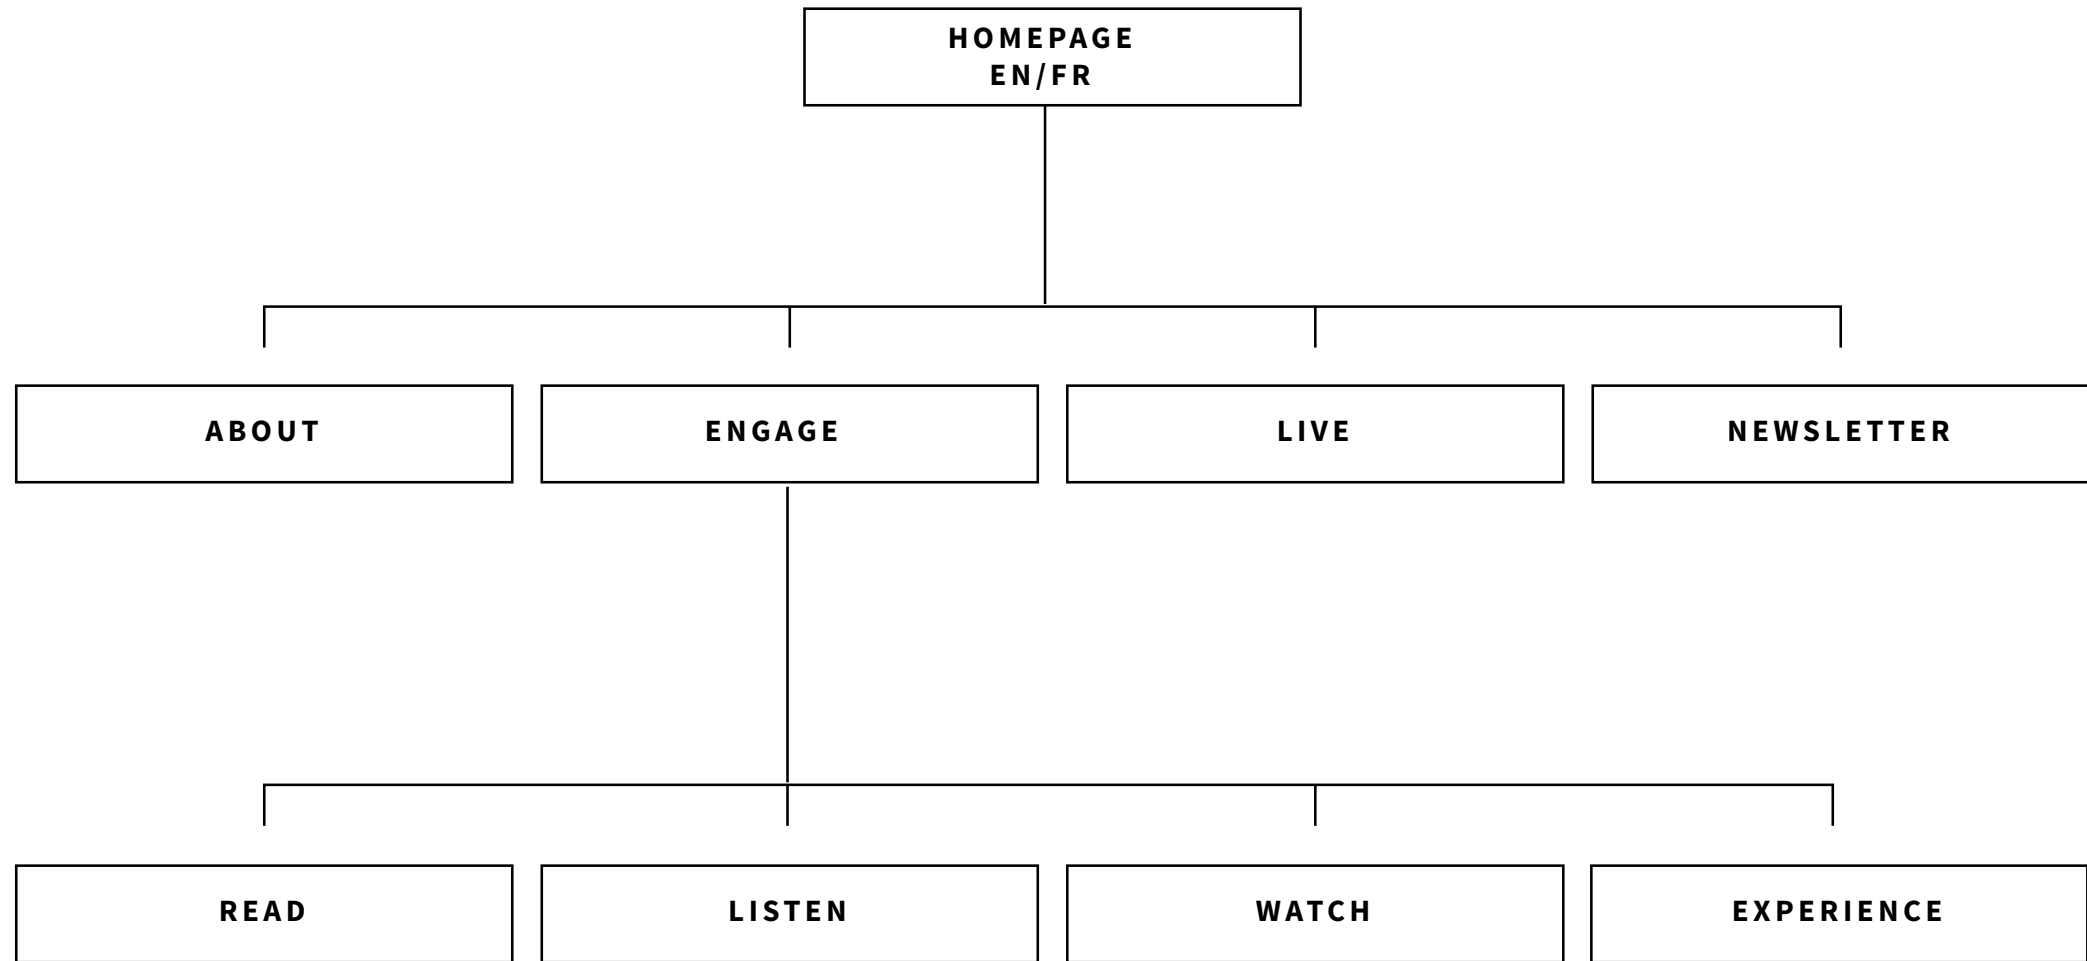 HOMEPAGE
EN/FR
ABOUT
ENGAGE
LIVE
NEWSLETTER
READ
LISTEN
WATCH
EXPERIENCE